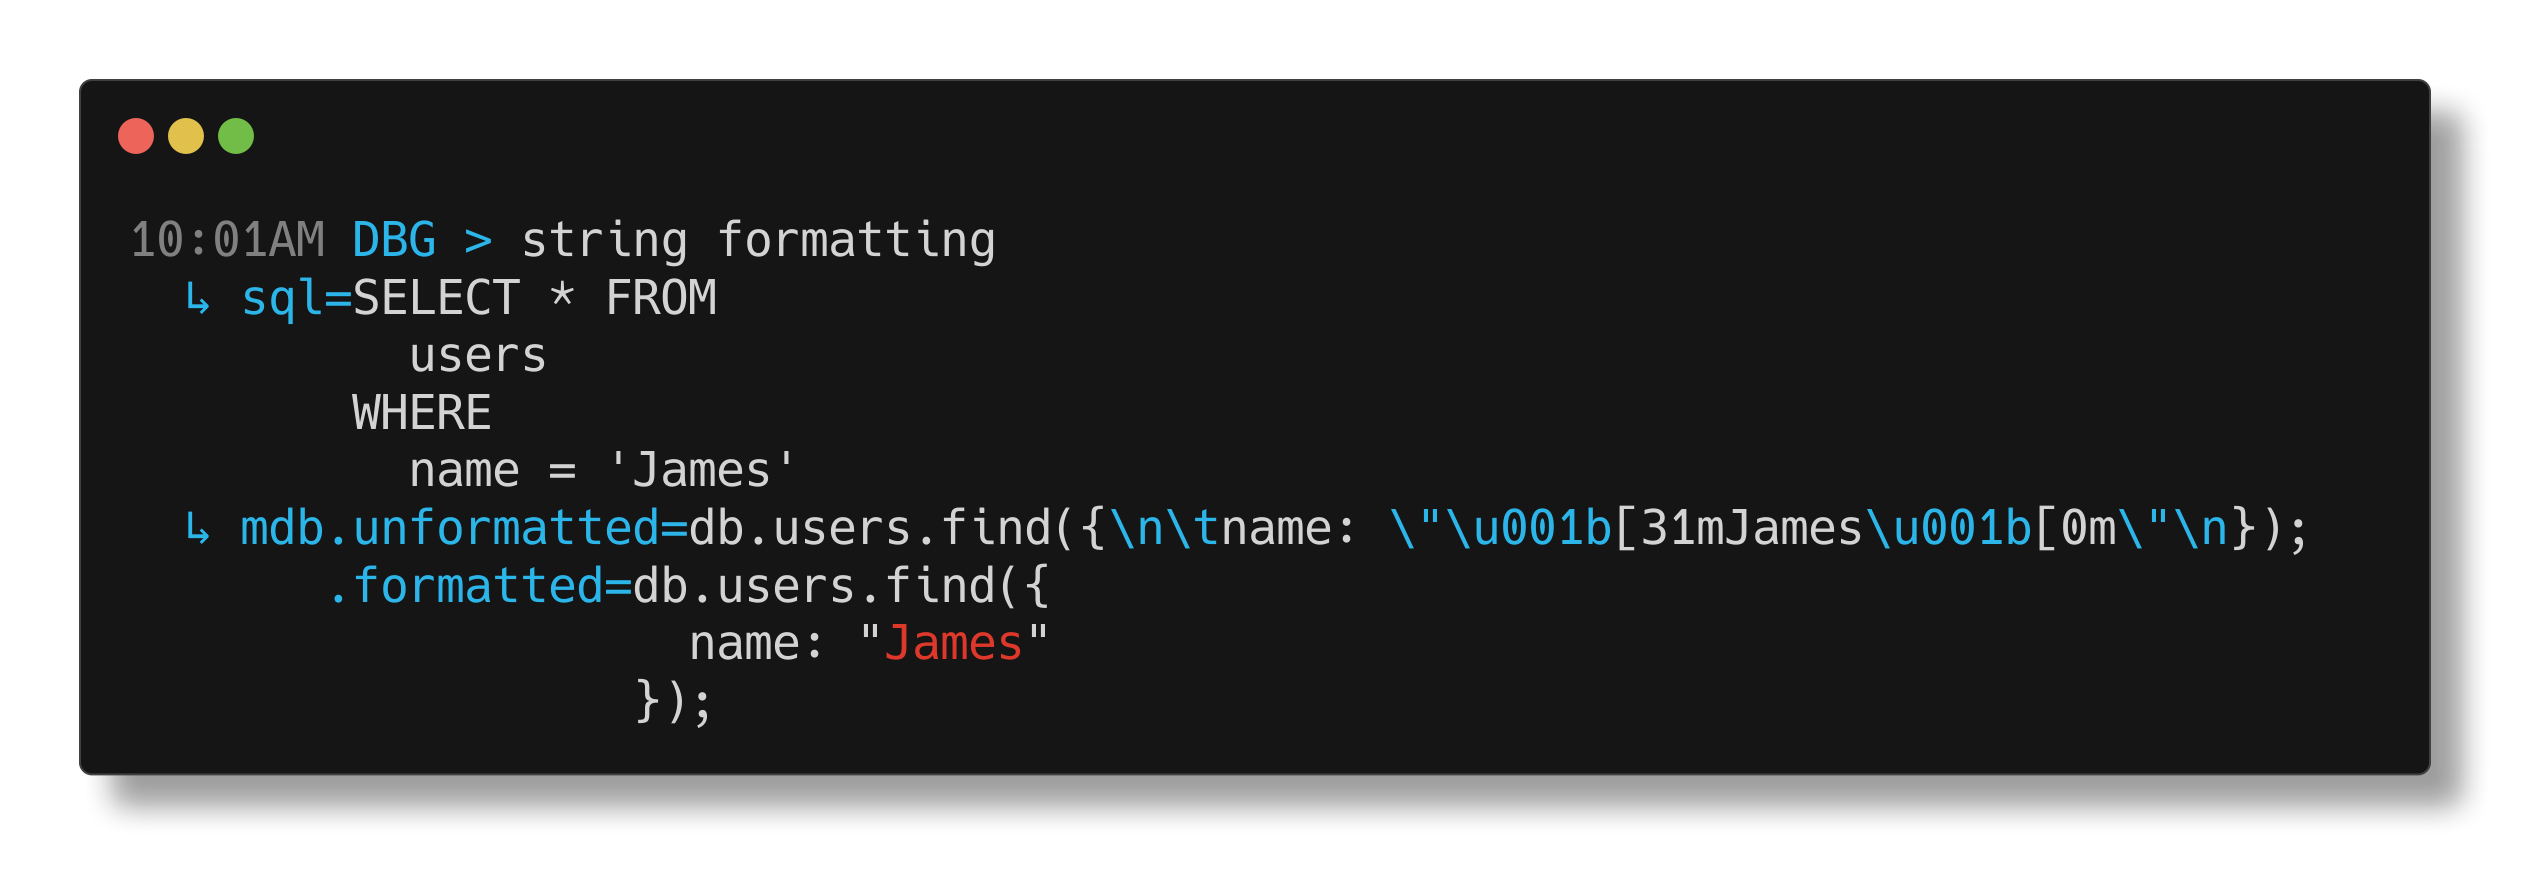 10:01AM DBG > string formatting
  ↳ sql=SELECT * FROM
          users
        WHERE
          name = 'James'
  ↳ mdb.unformatted=db.users.find({\n\tname: \"\u001b[31mJames\u001b[0m\"\n});
       .formatted=db.users.find({
                    name: "James"
                  });